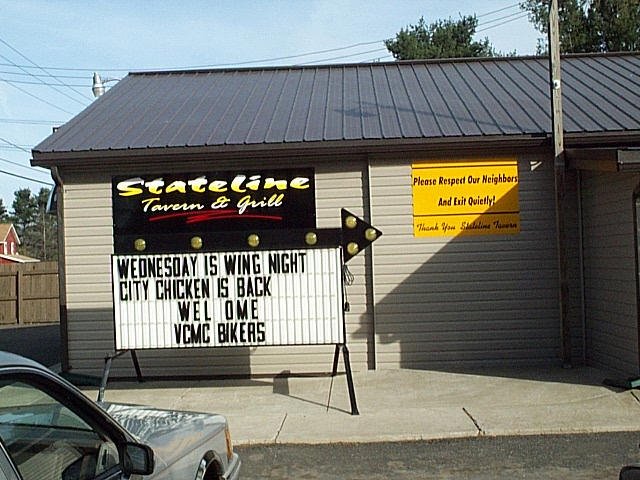 Stateline
Tavern & Grill
WEDNESDAY IS WING NIGHT
CITY CHICKEN IS BACK
WEL OME
VCMC BIKERS
Please Respect Our Neighbors
And Exit Quietly!
Thank You Stateline Tavern